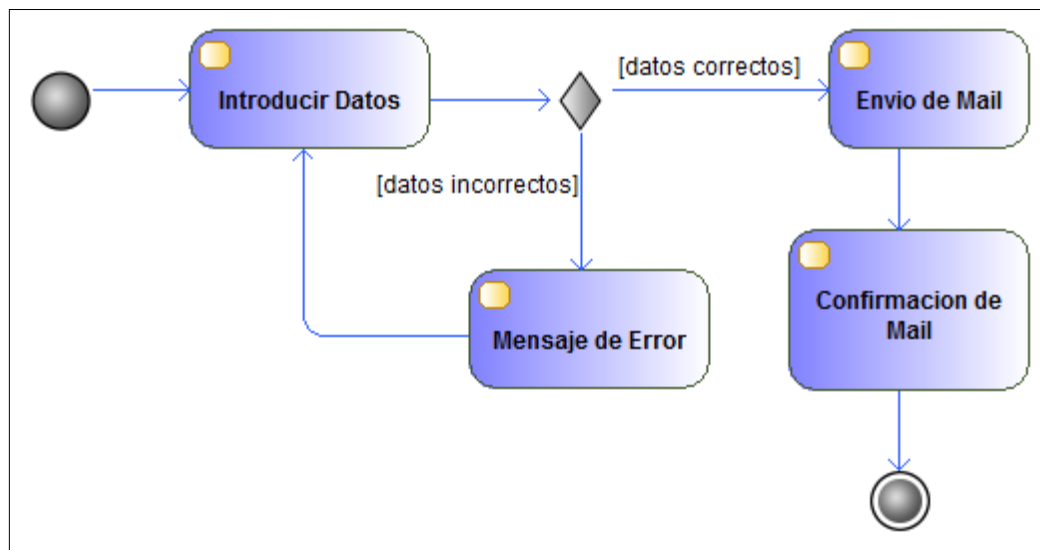 Introducir Datos
[datos correctos]
Envio de Mail
[datos incorrectos]
Mensaje de Error
Confirmacion de
Mail